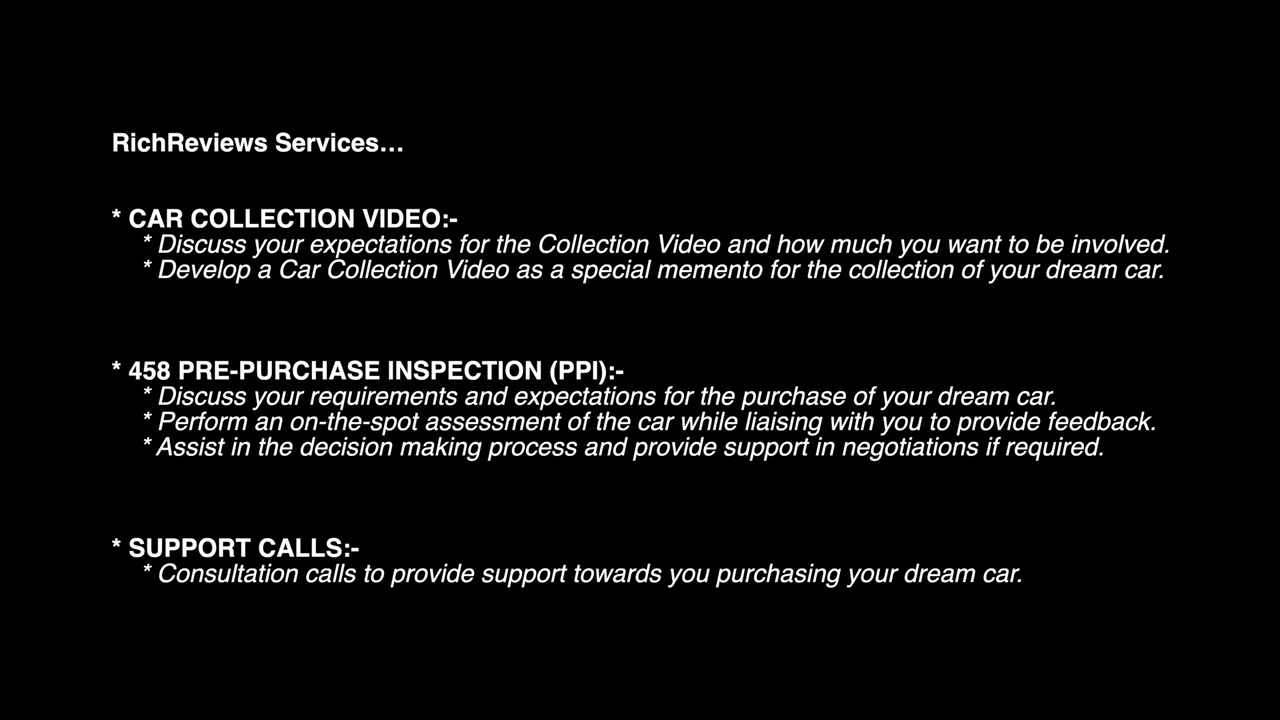 RichReviews Services…
* CAR COLLECTION VIDEO:-
* Discuss your expectations for the Collection Video and how much you want to be involved.
* Develop a Car Collection Video as a special memento for the collection of your dream car.
* 458 PRE-PURCHASE INSPECTION (PPI):-
* Discuss your requirements and expectations for the purchase of your dream car.
* Perform an on-the-spot assessment of the car while liaising with you to provide feedback.
* Assist in the decision making process and provide support in negotiations if required.
* SUPPORT CALLS:-
* Consultation calls to provide support towards you purchasing your dream car.